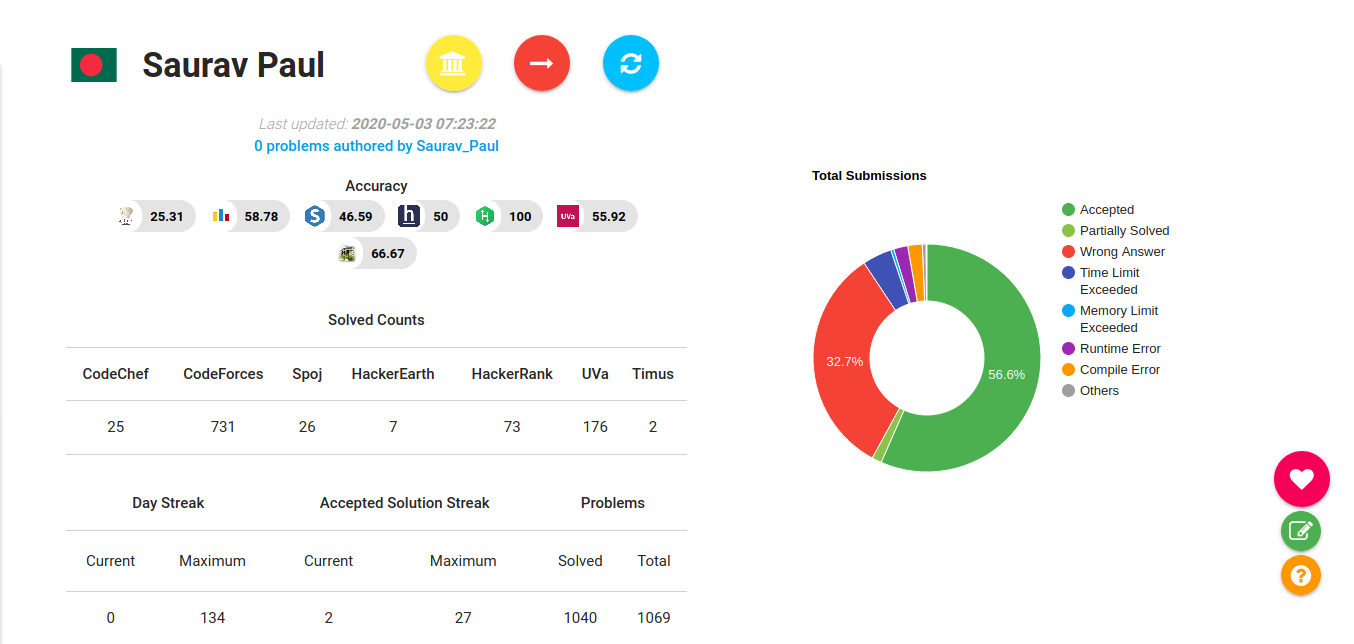 Saurav Paul
Last updated: 2020-05-03 07:23:22
0 problems authored by Saurav_Paul
Accuracy
25.31 58.78 S 46.59 h 50 H 100 UVa 55.92
66.67
Solved Counts
CodeChef CodeForces Spoj HackerEarth HackerRank UVa Timus
25 731 26 7 73 176 2
Day Streak Accepted Solution Streak Problems
Current Maximum Current Maximum Solved Total
0 134 2 27 1040 1069
Total Submissions
32.7%
56.6%
Accepted
Partially Solved
Wrong Answer
Time Limit
Exceeded
Memory Limit
Exceeded
Runtime Error
Compile Error
Others
?